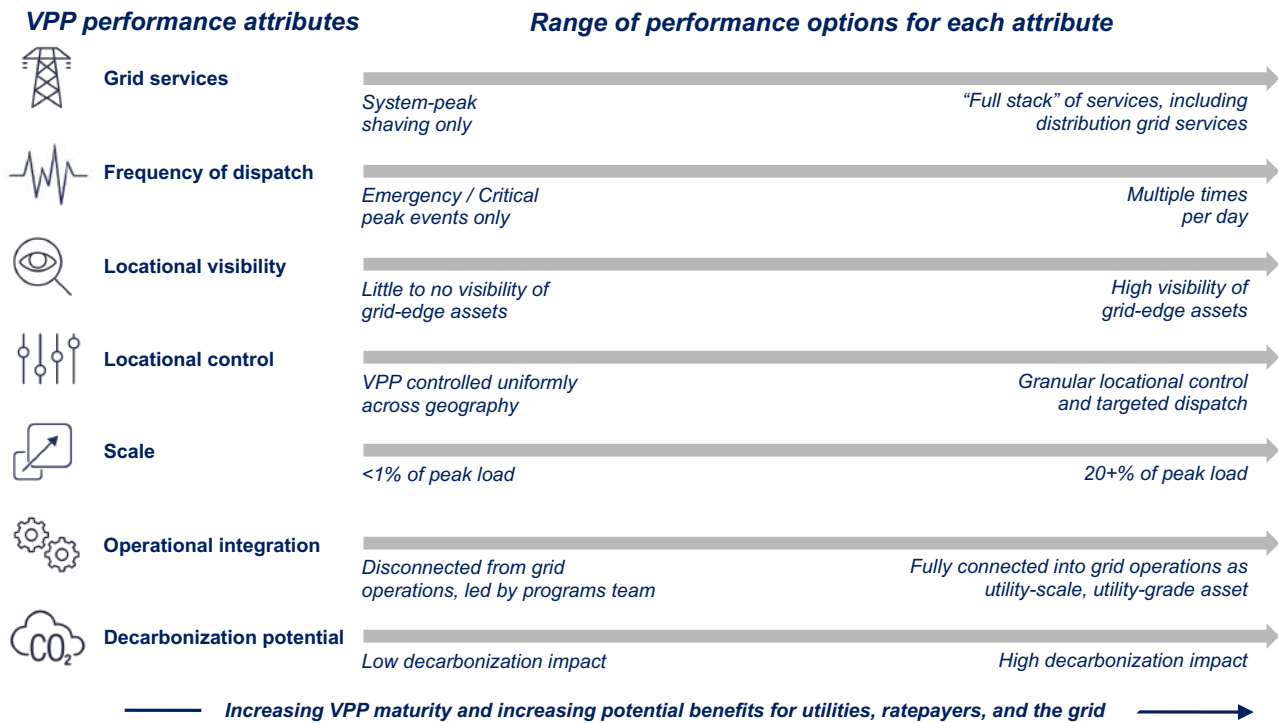 VPP performance attributes
Range of performance options for each attribute
Grid services
System-peak
shaving only
“Full stack” of services, including
distribution grid services
Frequency of dispatch
Emergency / Critical
peak events only
Multiple times
per day
Locational visibility
Little to no visibility of
grid-edge assets
High visibility of
grid-edge assets
Locational control
VPP controlled uniformly
across geography
Granular locational control
and targeted dispatch
Scale
<1% of peak load
20+% of peak load
Operational integration
Disconnected from grid
operations, led by programs team
Fully connected into grid operations as
utility-scale, utility-grade asset
CO2
Decarbonization potential
Low decarbonization impact
High decarbonization impact
Increasing VPP maturity and increasing potential benefits for utilities, ratepayers, and the grid